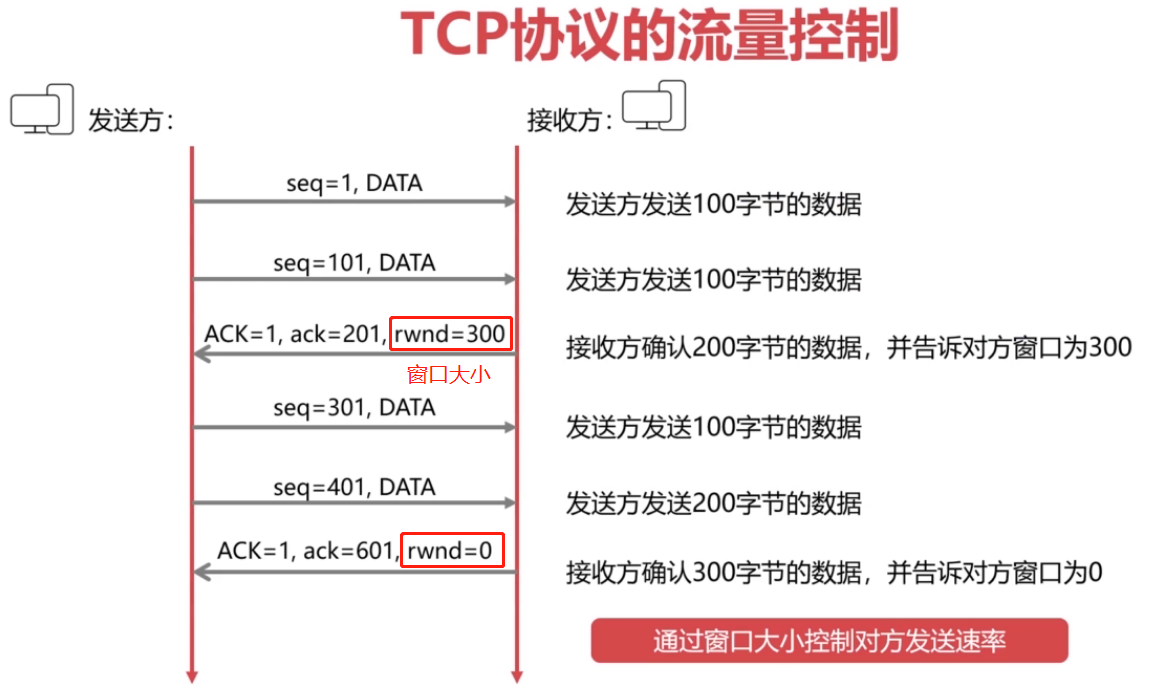 TCP协议的流量控制
发送方：
接收方：
seq=1, DATA
发送方发送100字节的数据
seq=101, DATA
发送方发送100字节的数据
ACK=1, ack=201, rwnd=300
接收方确认200字节的数据，并告诉对方窗口为300
窗口大小
seq=301, DATA
发送方发送100字节的数据
seq=401, DATA
发送方发送200字节的数据
ACK=1, ack=601, rwnd=0
接收方确认300字节的数据，并告诉对方窗口为0
通过窗口大小控制对方发送速率